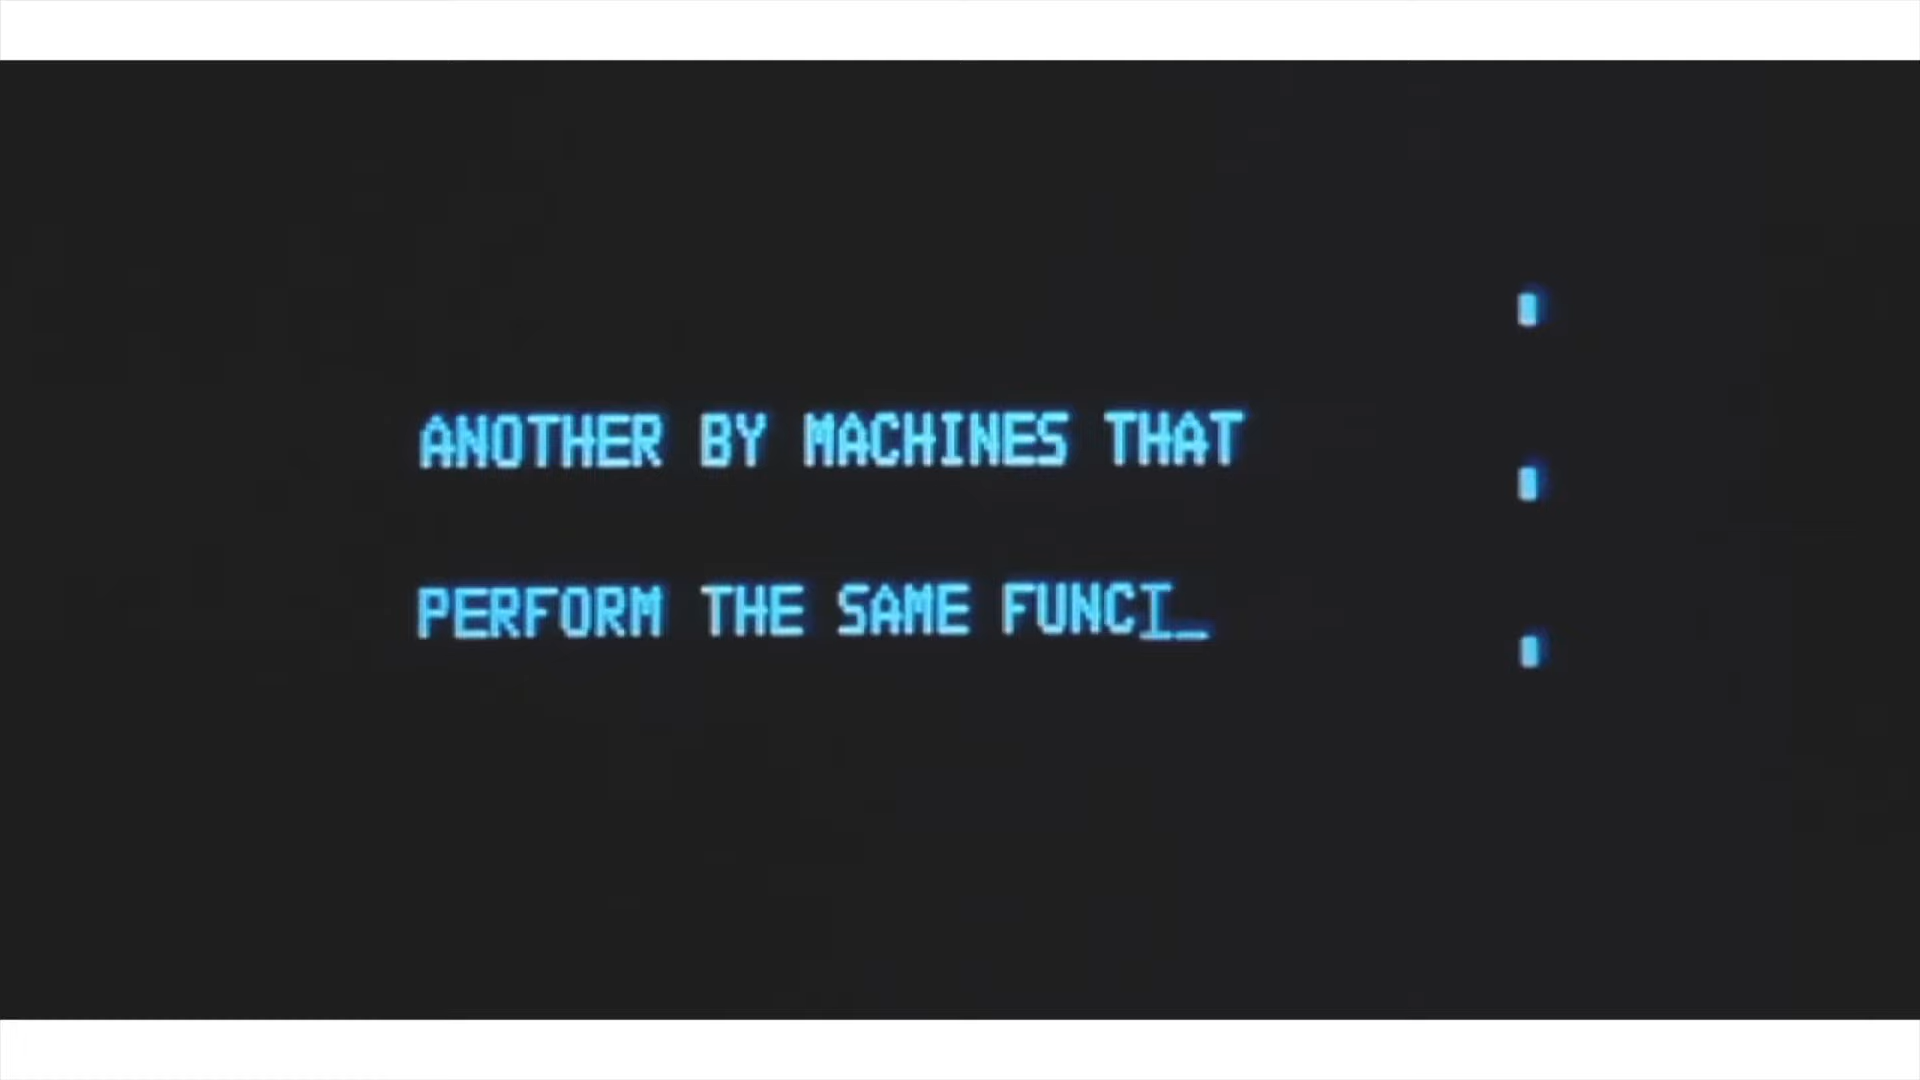 ANOTHER BY MACHINES THAT
PERFORM THE SAME FUNCI_